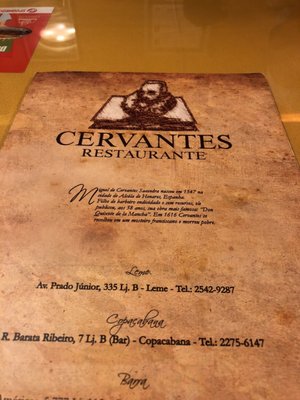 CERVANTES
RESTAURANTE
Miguel de Cervantes Saavedra nasceu em 1547 na
cidade de Alcála de Henares, Espanha.
Filho de barbeiro endividado e sem recursos, ele
publicou, aos 58 anos, sua obra mais famosa "Don
Quixote de la Mancha". Em 1616 Cervantes se
recolheu em um mosteiro franciscano e morreu pobre.
Leme
Av. Prado Júnior, 335 Lj. B - Leme - Tel.: 2542-9287
Copacabana
R. Barata Ribeiro, 7 Lj. B (Bar) - Copacabana - Tel.: 2275-6147
Barra